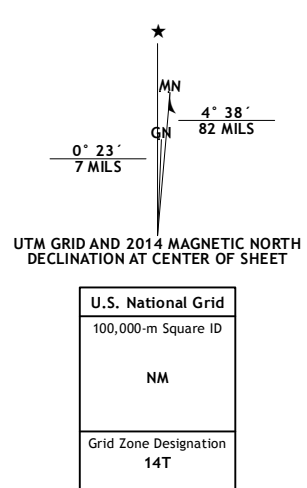 MN
GN
4° 38´
82 MILS
0° 23´
7 MILS
UTM GRID AND 2014 MAGNETIC NORTH
DECLINATION AT CENTER OF SHEET
U.S. National Grid
100,000-m Square ID
NM
Grid Zone Designation
14T